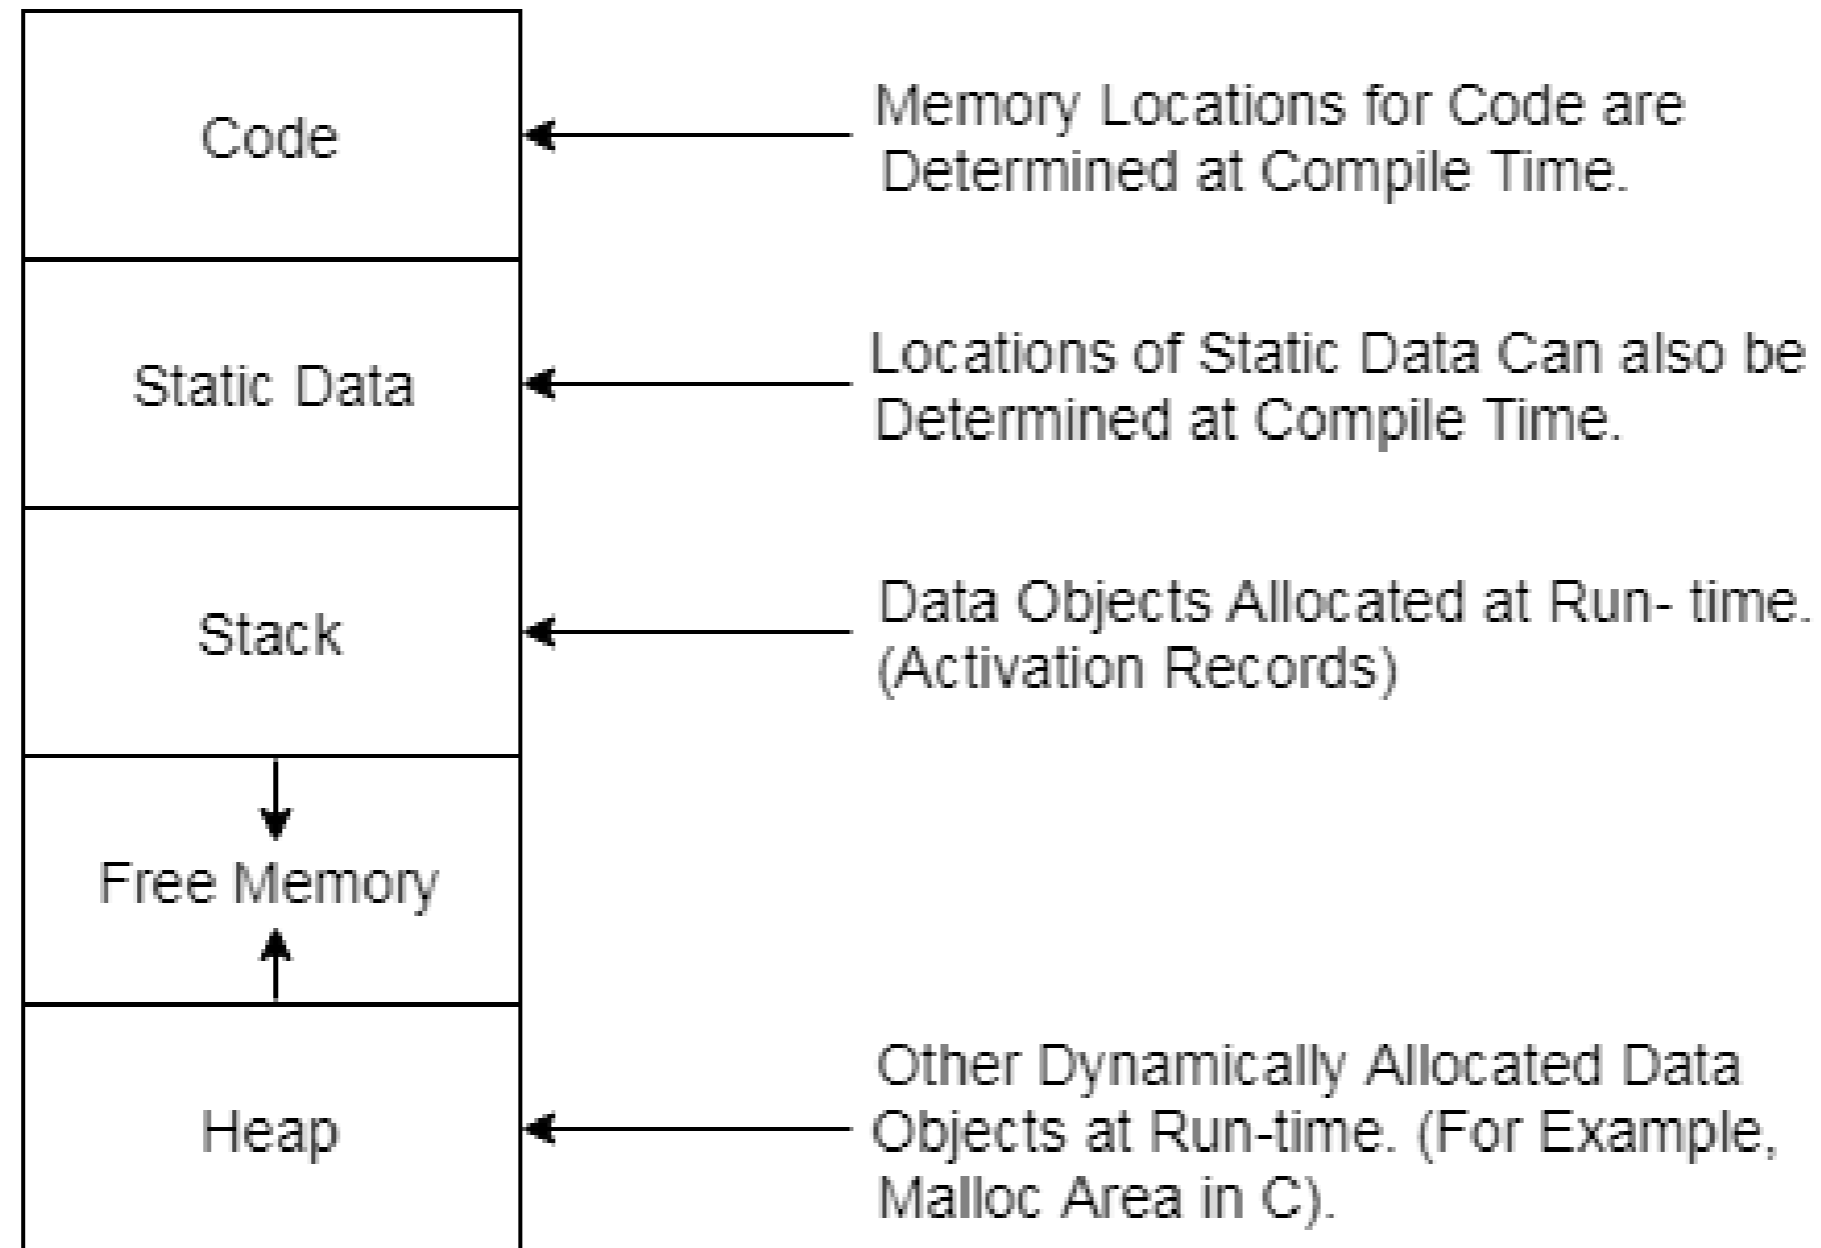 Code
Memory Locations for Code are
Determined at Compile Time.
Static Data
Locations of Static Data Can also be
Determined at Compile Time.
Stack
Data Objects Allocated at Run- time.
(Activation Records)
Free Memory
Heap
Other Dynamically Allocated Data
Objects at Run-time. (For Example,
Malloc Area in C).